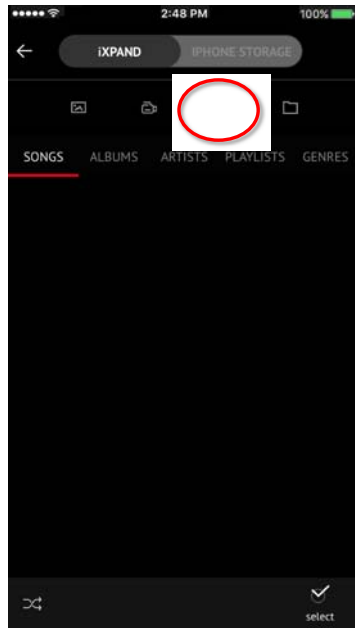 2:48 PM 100%
iXPAND IPHONE STORAGE
SONGS ALBUMS ARTISTS PLAYLISTS GENRES
select